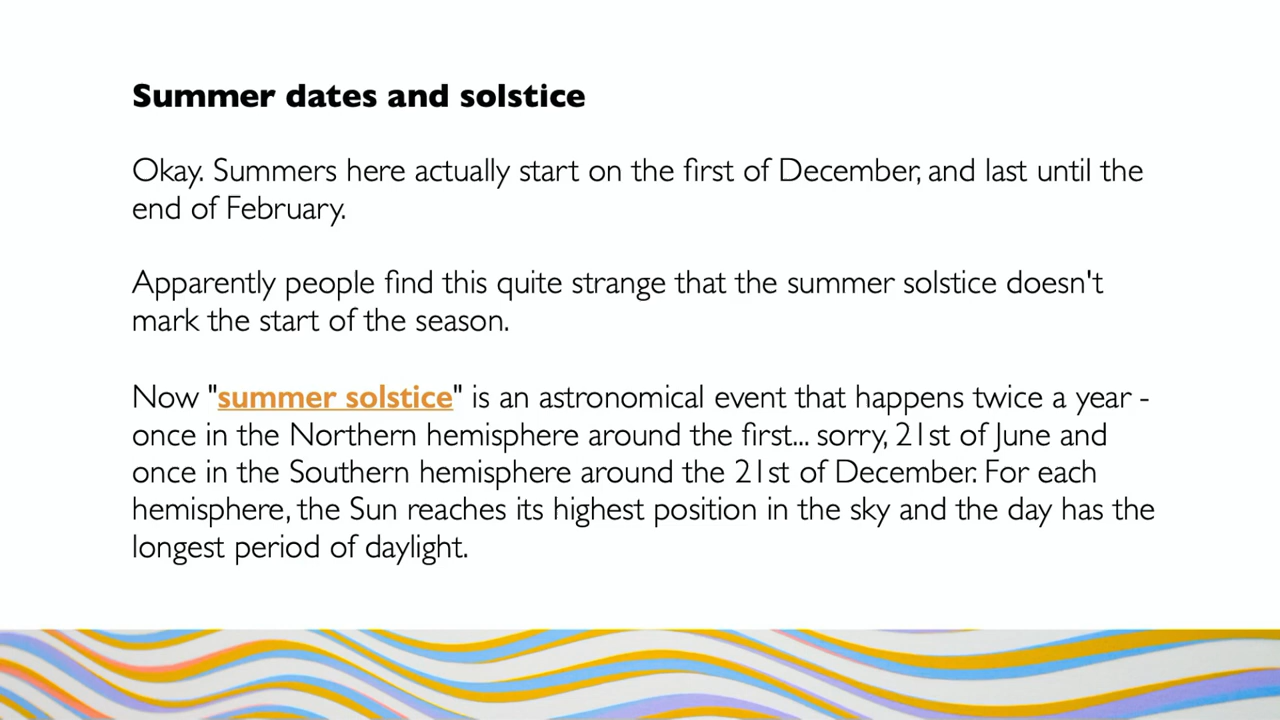 Summer dates and solstice
Okay. Summers here actually start on the first of December, and last until the
end of February.
Apparently people find this quite strange that the summer solstice doesn't
mark the start of the season.
Now "summer solstice" is an astronomical event that happens twice a year -
once in the Northern hemisphere around the first... sorry, 21st of June and
once in the Southern hemisphere around the 21st of December. For each
hemisphere, the Sun reaches its highest position in the sky and the day has the
longest period of daylight.